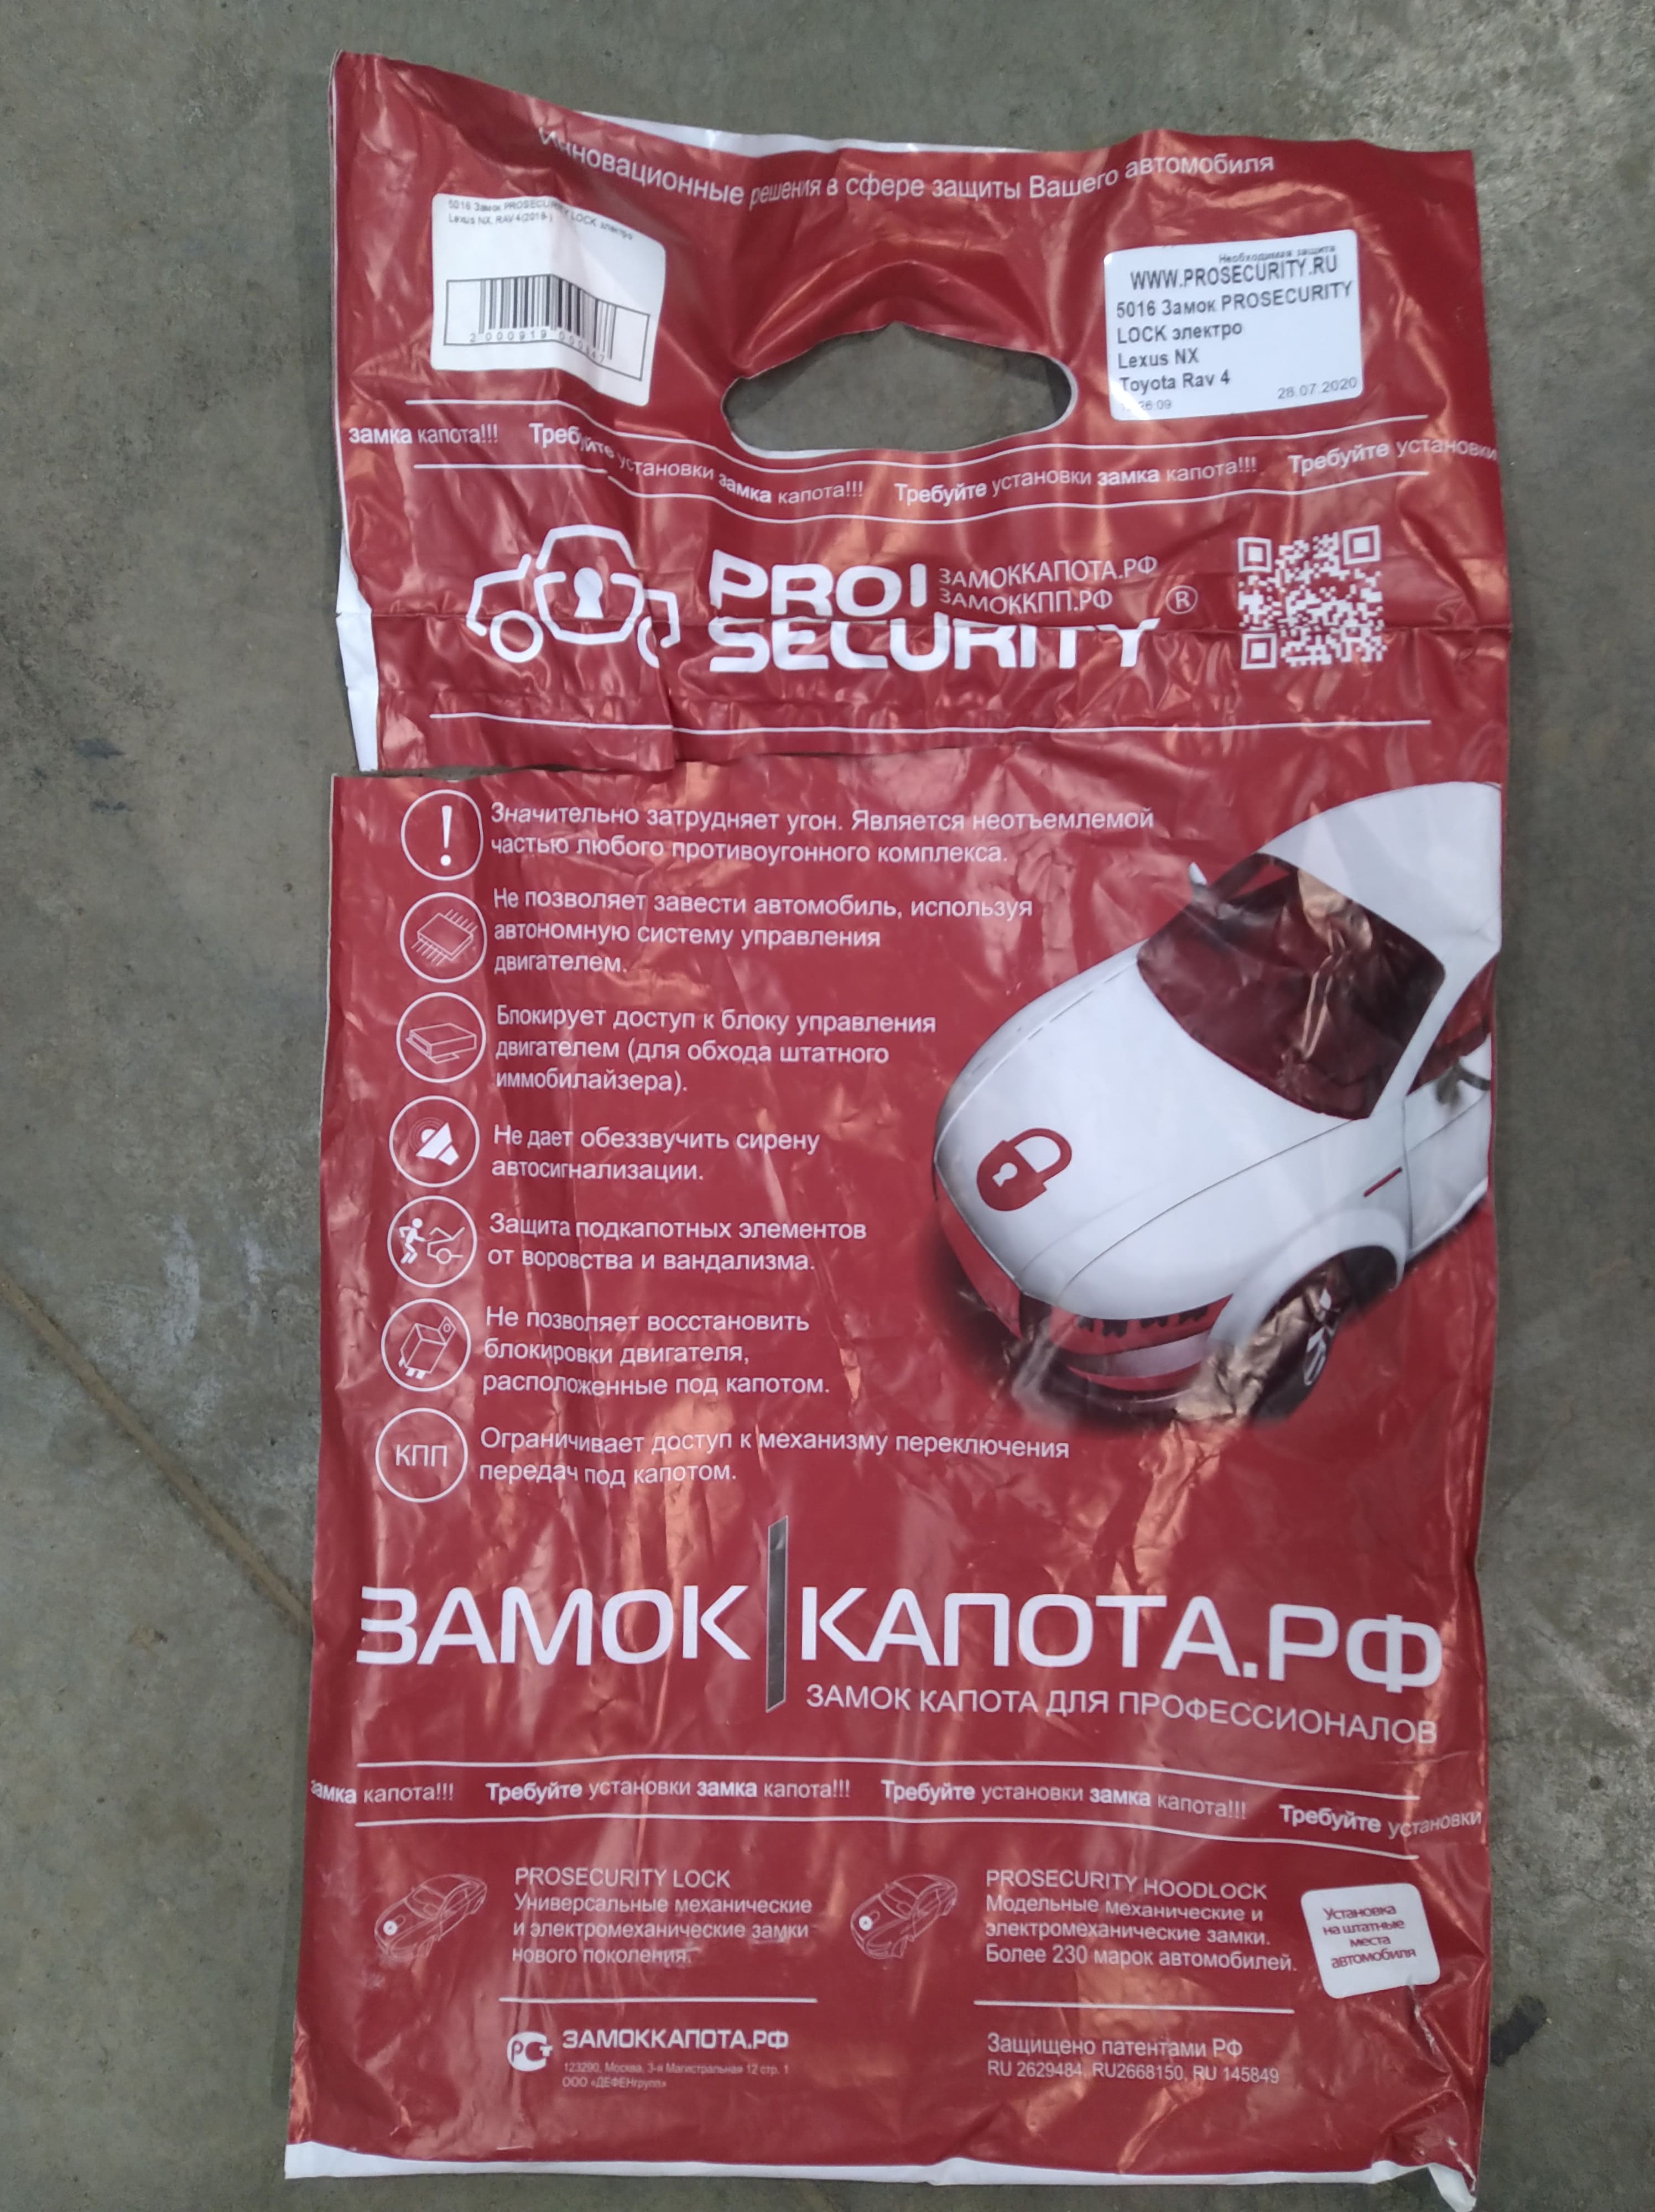 Инновационные решения в сфере защиты Вашего автомобиля
5016 Замок PROSECURITY LOCK электро
Lexus NX, RAV4(2019-)
Необходимая защита
WWW.PROSECURITY.RU
5016 Замок PROSECURITY
LOCK электро
Lexus NX
Toyota Rav 4
28.07.2020
замка капота!!! Требуйте установки замка капота!!! Требуйте установки замка капота!!! Требуйте установки
PRO SECURITY
ЗАМОККАПОТА.РФ
ЗАМОККПП.РФ
®
Значительно затрудняет угон. Является неотъемлемой
частью любого противоугонного комплекса.
Не позволяет завести автомобиль, используя
автономную систему управления
двигателем.
Блокирует доступ к блоку управления
двигателем (для обхода штатного
иммобилайзера).
Не дает обеззвучить сирену
автосигнализации.
Защита подкапотных элементов
от воровства и вандализма.
Не позволяет восстановить
блокировки двигателя,
расположенные под капотом.
КПП
Ограничивает доступ к механизму переключения
передач под капотом.
ЗАМОК КАПОТА.РФ
ЗАМОК КАПОТА ДЛЯ ПРОФЕССИОНАЛОВ
замка капота!!! Требуйте установки замка капота!!! Требуйте установки замка капота!!! Требуйте установки
PROSECURITY LOCK
Универсальные механические
и электромеханические замки
нового поколения.
PROSECURITY HOODLOCK
Модельные механические и
электромеханические замки.
Более 230 марок автомобилей.
Установка
на штатные
места
автомобиля
РСТ
ЗАМОККАПОТА.РФ
123290, Москва, 3-я Магистральная 12 стр. 1
ООО «ДЕФЕНгрупп»
Защищено патентами РФ
RU 2629484, RU2668150, RU 145849